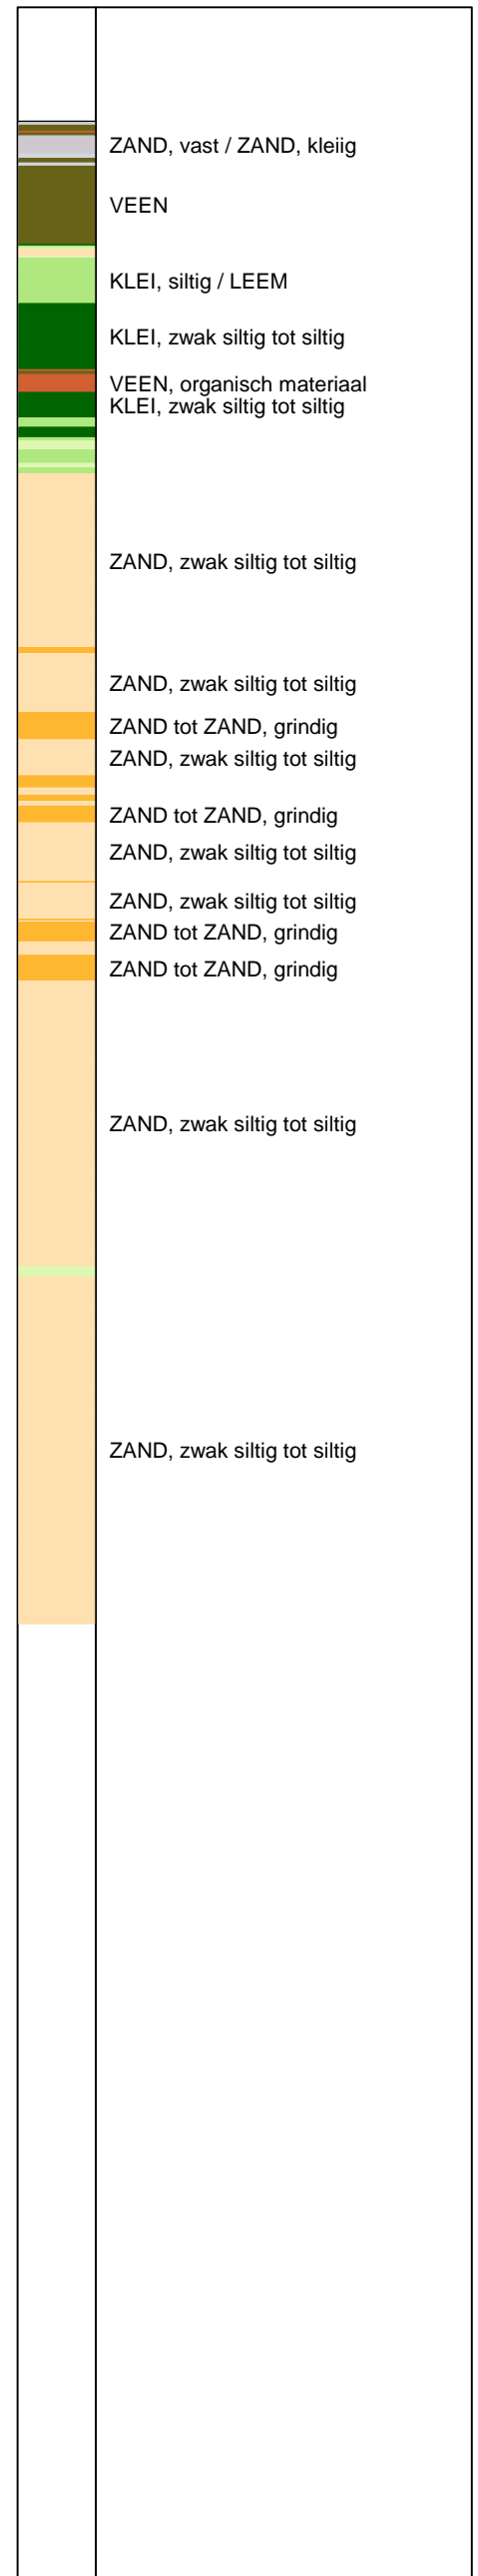 ZAND, vast / ZAND, kleiig
VEEN
KLEI, siltig / LEEM
KLEI, zwak siltig tot siltig
VEEN, organisch materiaal
KLEI, zwak siltig tot siltig
ZAND, zwak siltig tot siltig
ZAND, zwak siltig tot siltig
ZAND tot ZAND, grindig
ZAND, zwak siltig tot siltig
ZAND tot ZAND, grindig
ZAND, zwak siltig tot siltig
ZAND, zwak siltig tot siltig
ZAND tot ZAND, grindig
ZAND tot ZAND, grindig
ZAND, zwak siltig tot siltig
ZAND, zwak siltig tot siltig